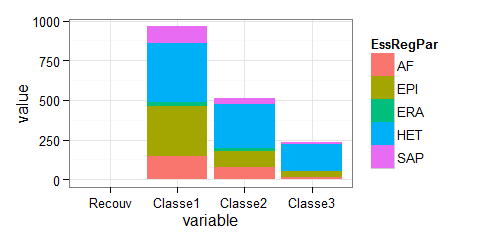 1000
750
500
250
0
value
Recouv Classe1 Classe2 Classe3
variable
EssRegPar
AF
EPI
ERA
HET
SAP